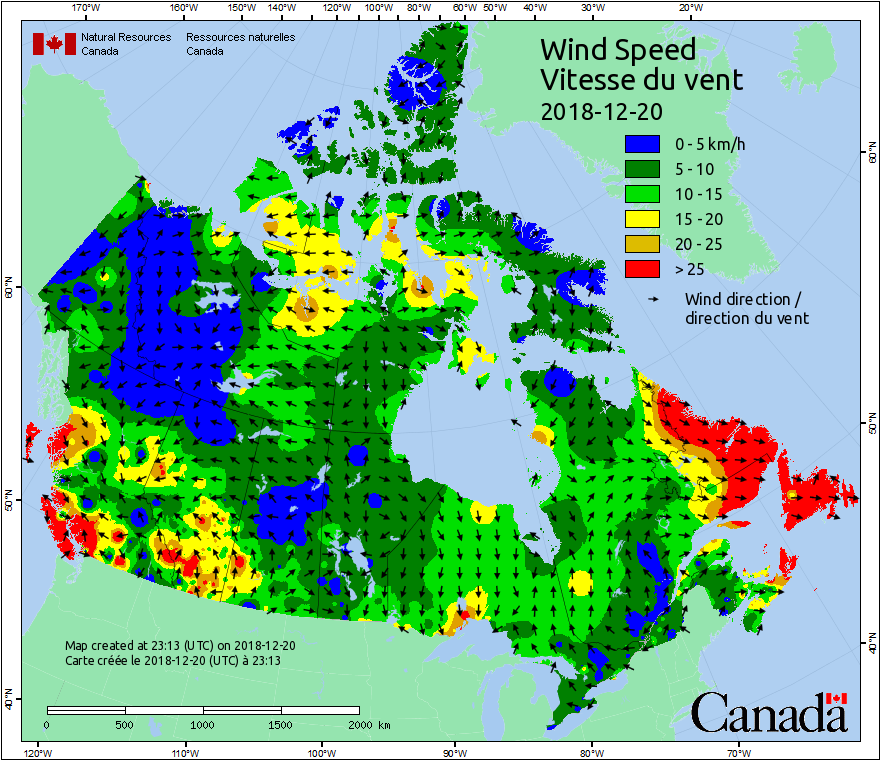 170°W 160°W 150°W 140°W 120°W 100°W 80°W 60°W 50°W 40°W 30°W 20°W
Natural Resources Ressources naturelles
Canada Canada
Wind Speed
Vitesse du vent
2018-12-20
0 - 5 km/h
5 - 10
10 - 15
15 - 20
20 - 25
> 25
Wind direction /
direction du vent
60°N
60°N
50°N
50°N
40°N
40°N
Map created at 23:13 (UTC) on 2018-12-20
Carte créée le 2018-12-20 (UTC) à 23:13
0 500 1000 1500 2000 km
Canada
120°W 110°W 100°W 90°W 80°W 70°W